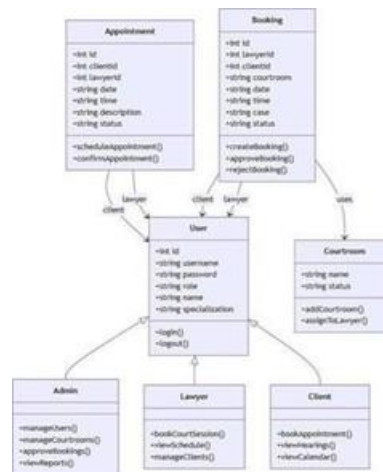 Appointment
+int id
+int clientid
+int lawyerid
+string date
+string time
+string description
+string status
+scheduleAppointment()
+confirmAppointment()
Booking
+int id
+int lawyerid
+int clientid
+string courtroom
+string date
+string time
+string case
+string status
+createBooking()
+approveBooking()
+rejectBooking()
client
lawyer
client
lawyer
uses
User
+int id
+string username
+string password
+string role
+string name
+string specialization
+login()
+logout()
Courtroom
+string name
+string status
+addCourtroom()
+assignToLawyer()
Admin
+manageUsers()
+manageCourtrooms()
+approveBookings()
+viewReports()
Lawyer
+bookCourtSession()
+viewSchedule()
+manageClients()
Client
+bookAppointment()
+viewHearings()
+viewCalendar()